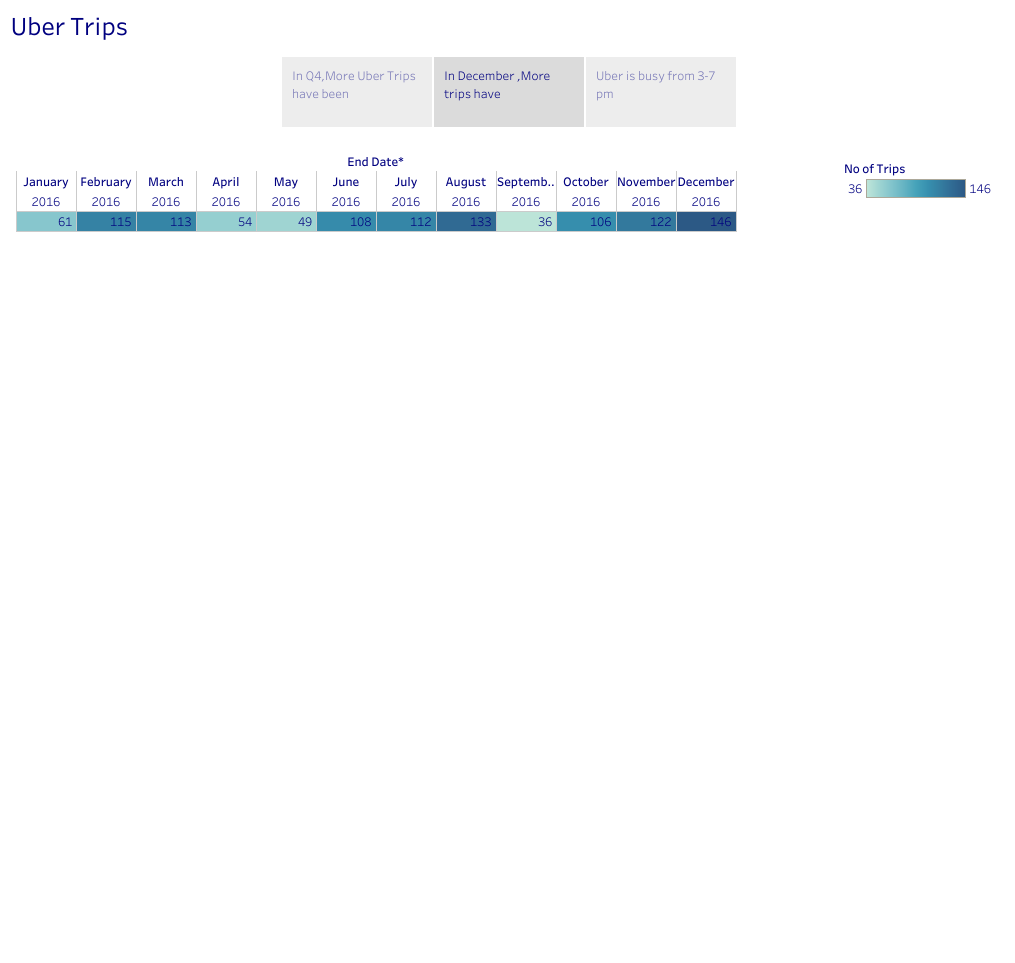 Uber Trips
In Q4,More Uber Trips
have been
In December ,More
trips have
Uber is busy from 3-7
pm
End Date*
No of Trips
January February March April May June July August Septemb.. October November December
36 146
2016 2016 2016 2016 2016 2016 2016 2016 2016 2016 2016 2016
61 115 113 54 49 108 112 133 36 106 122 146